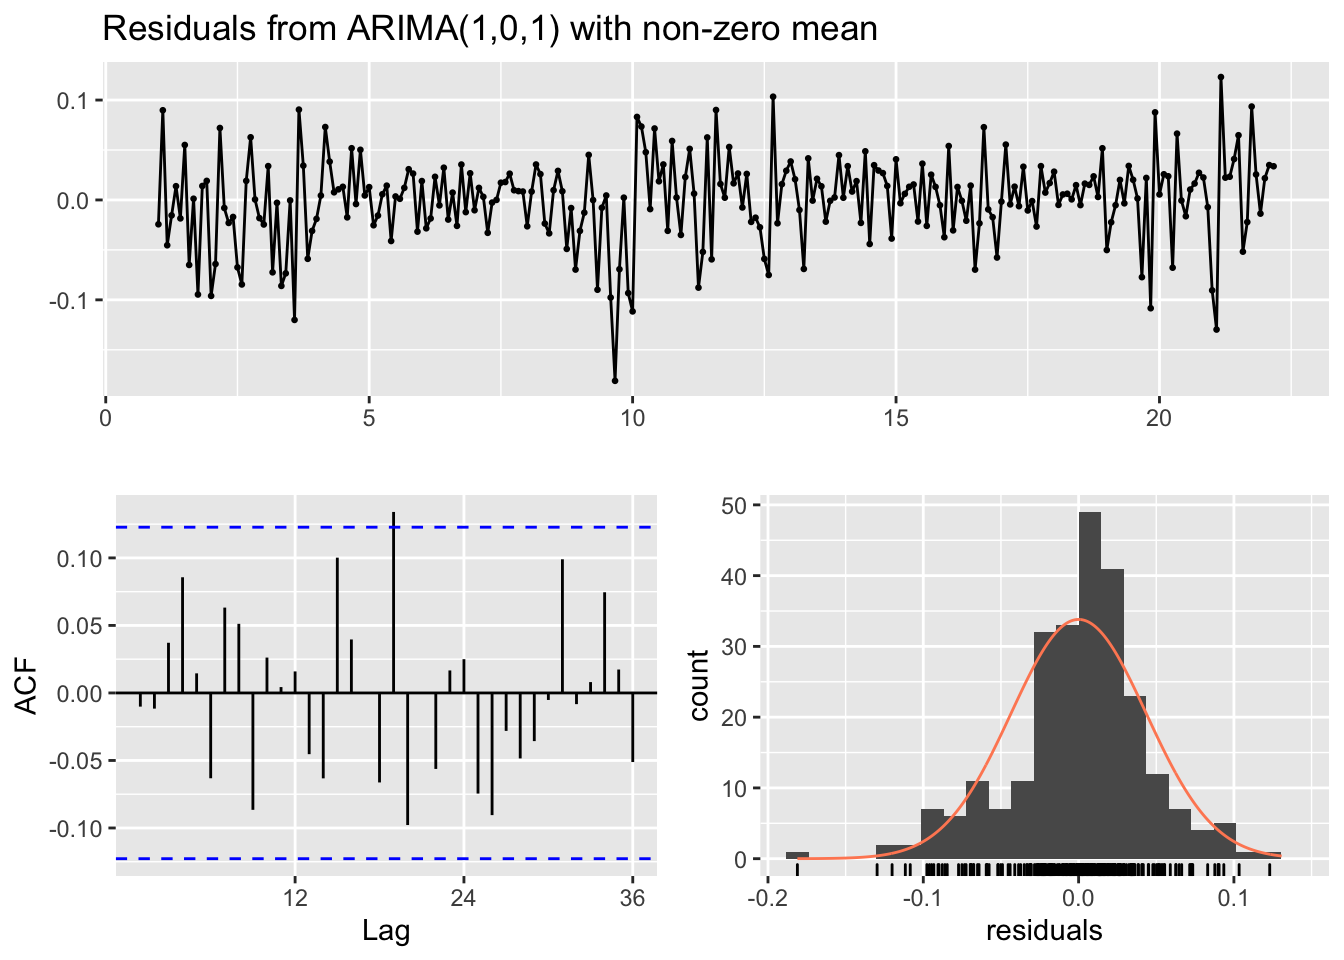 Residuals from ARIMA(1,0,1) with non-zero mean
0.1
0.0
-0.1
0 5 10 15 20
ACF
0.10
0.05
0.00
-0.05
-0.10
12 24 36
Lag
count
50
40
30
20
10
0
-0.2 -0.1 0.0 0.1
residuals